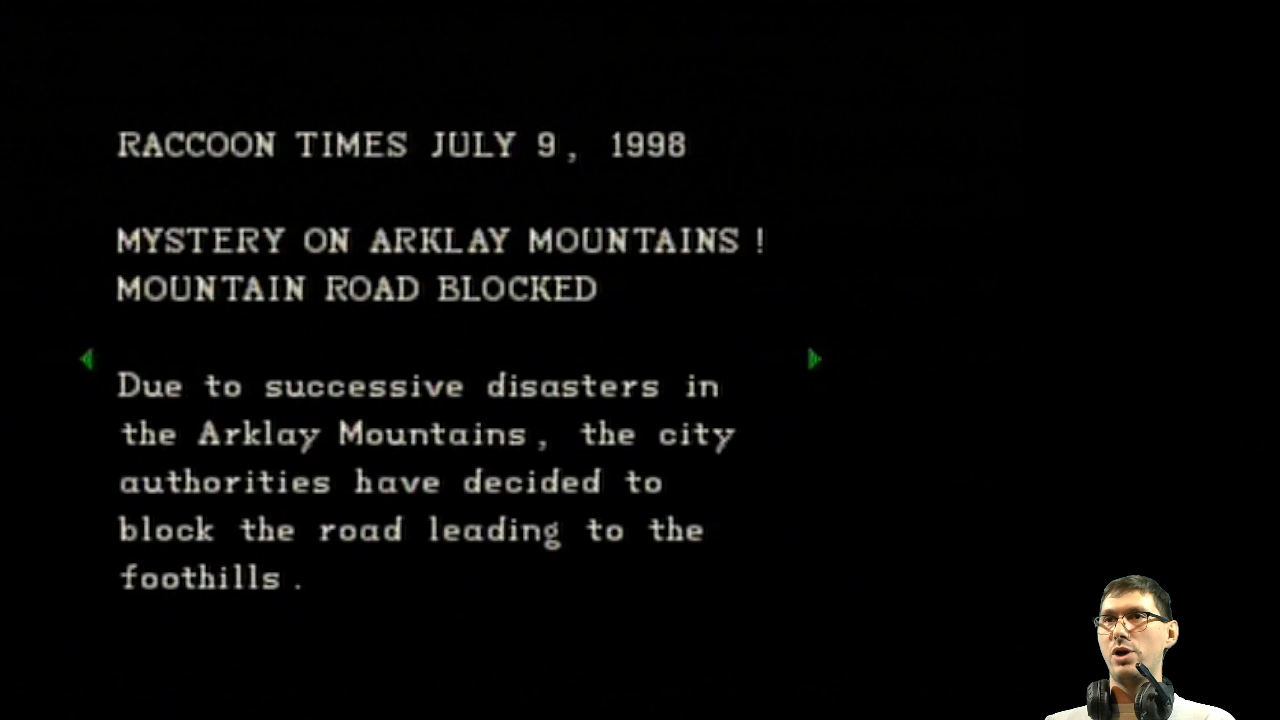 RACCOON TIMES JULY 9, 1998
MYSTERY ON ARKLAY MOUNTAINS!
MOUNTAIN ROAD BLOCKED
Due to successive disasters in
the Arklay Mountains, the city
authorities have decided to
block the road leading to the
foothills.